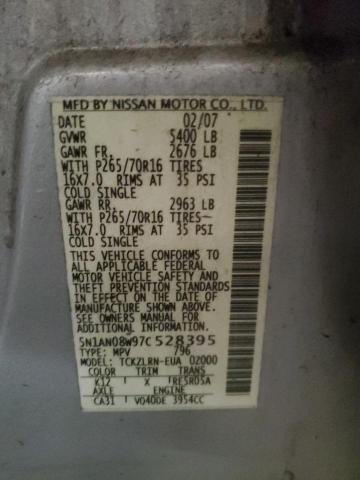 MFD BY NISSAN MOTOR CO., LTD.
DATE 02/07
GVWR 5400 LB
GAWR FR. 2676 LB
WITH P265/70R16 TIRES
16X7.0 RIMS AT 35 PSI
COLD SINGLE
GAWR RR. 2963 LB
WITH P265/70R16 TIRES
16X7.0 RIMS AT 35 PSI
COLD SINGLE
THIS VEHICLE CONFORMS TO
ALL APPLICABLE FEDERAL
MOTOR VEHICLE SAFETY AND
THEFT PREVENTION STANDARDS
IN EFFECT ON THE DATE OF
MANUFACTURE SHOWN ABOVE.
SEE OWNERS MANUAL FOR
ADDITIONAL INFORMATION
5N1AN08W97C528395
TYPE: MPV 796
MODEL: TCKZLRN-EUA 02000
COLOR TRIM TRANS
K12 X RE5R05A
AXLE ENGINE
CA31 VQ40DE 3954CC